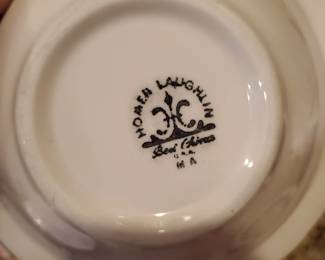 HOMER LAUGHLIN
Best China
U.S.A.
M A